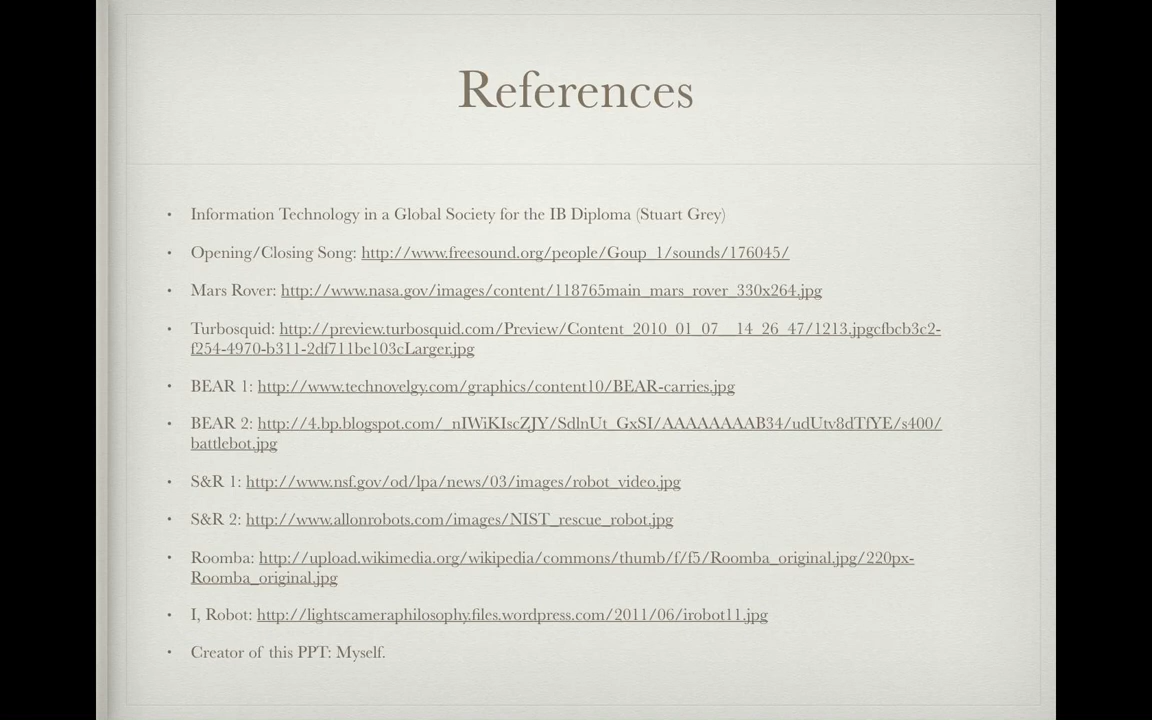 References
• Information Technology in a Global Society for the IB Diploma (Stuart Grey)
• Opening/Closing Song: http://www.freesound.org/people/Goup_1/sounds/176045/
• Mars Rover: http://www.nasa.gov/images/content/118765main_mars_rover_330x264.jpg
• Turbosquid: http://preview.turbosquid.com/Preview/Content_2010_01_07__14_26_47/1213.jpgcfbcb3c2-
f254-4970-b311-2df711be103cLarger.jpg
• BEAR 1: http://www.technovelgy.com/graphics/content10/BEAR-carries.jpg
• BEAR 2: http://4.bp.blogspot.com/_nIWiKIscZJY/SdlnUt_GxSI/AAAAAAAAB34/udUtv8dTfYE/s400/
battlebot.jpg
• S&R 1: http://www.nsf.gov/od/lpa/news/03/images/robot_video.jpg
• S&R 2: http://www.allonrobots.com/images/NIST_rescue_robot.jpg
• Roomba: http://upload.wikimedia.org/wikipedia/commons/thumb/f/f5/Roomba_original.jpg/220px-
Roomba_original.jpg
• I, Robot: http://lightscameraphilosophy.files.wordpress.com/2011/06/irobot11.jpg
• Creator of this PPT: Myself.